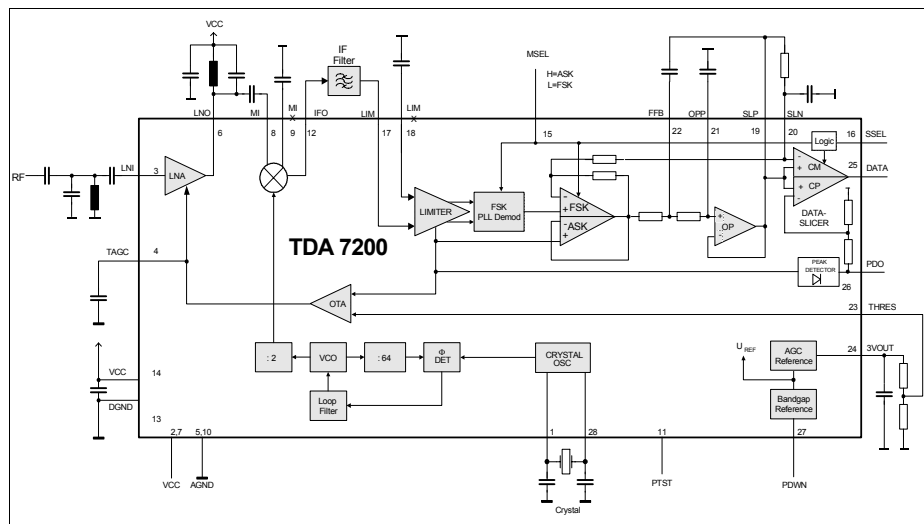 VCC
IF
Filter
MSEL
H=ASK
L=FSK
LNO
MI
MI
X
IFO
LIM
LIM
X
FFB
OPP
SLP
SLN
6
8
9
12
17
18
15
22
21
19
20
16
SSEL
Logic
LNI
3
RF
LNA
25
DATA
-
+
CM
+
CP
-
DATA-
SLICER
LIMITER
FSK
PLL Demod
-
+ FSK
- ASK
+
+
OP
-
TDA 7200
TAGC
4
PEAK
DETECTOR
PDO
26
OTA
23
THRES
: 2
VCO
: 64
Φ
DET
CRYSTAL
OSC
U REF
AGC
Reference
24
3VOUT
VCC
14
DGND
Loop
Filter
Bandgap
Reference
13
2,7
5,10
1
28
11
27
VCC
AGND
Crystal
PTST
PDWN